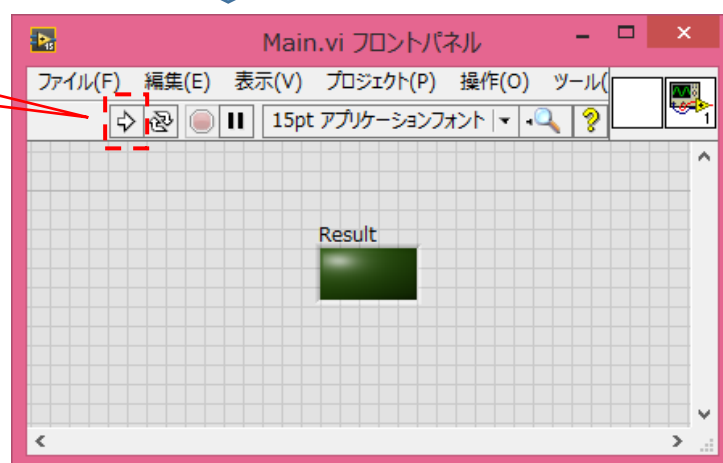 Main.vi フロントパネル
ファイル(F) 編集(E) 表示(V) プロジェクト(P) 操作(O) ツール(
15pt アプリケーションフォント
1
Result